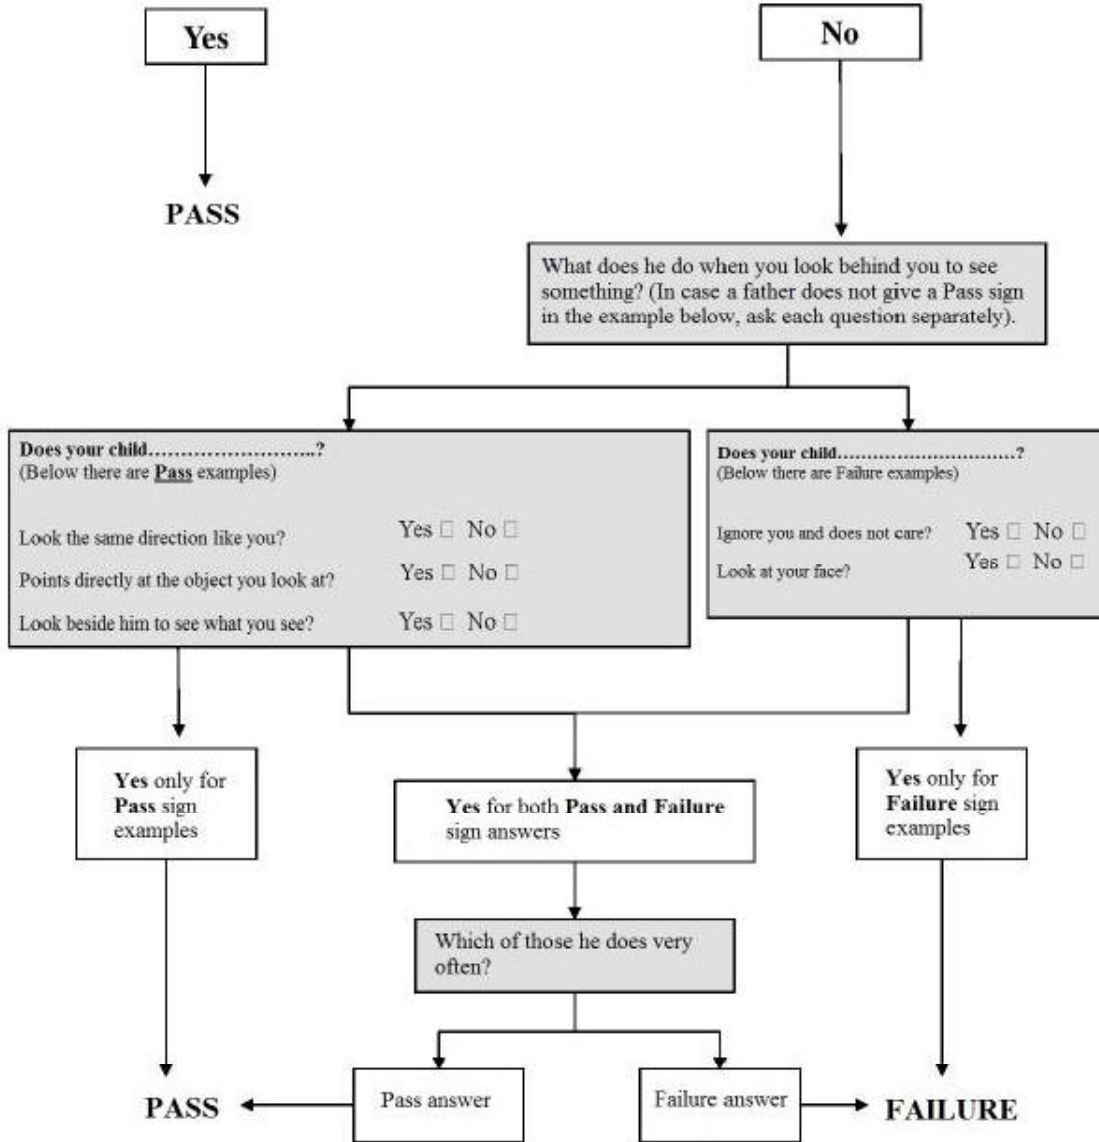 Yes
No
PASS
What does he do when you look behind you to see
something? (In case a father does not give a Pass sign
in the example below, ask each question separately).
Does your child……………………..?
(Below there are Pass examples)
Look the same direction like you? Yes □ No □
Points directly at the object you look at? Yes □ No □
Look beside him to see what you see? Yes □ No □
Does your child…………………………?
(Below there are Failure examples)
Ignore you and does not care? Yes □ No □
Look at your face? Yes □ No □
Yes only for
Pass sign
examples
Yes for both Pass and Failure
sign answers
Yes only for
Failure sign
examples
Which of those he does very
often?
PASS
Pass answer
Failure answer
FAILURE